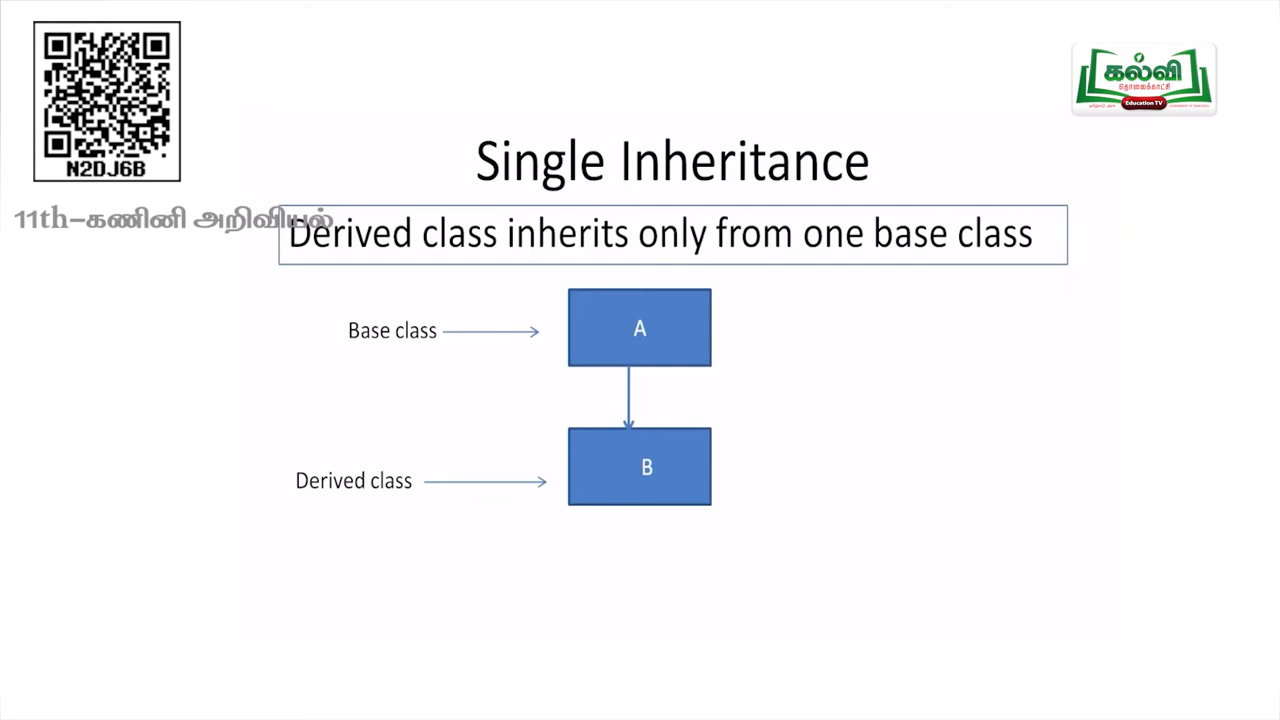 N2DJ6B
கல்வி
தொலைக்காட்சி
Education TV
Single Inheritance
11th-கணினி அறிவியல்
Derived class inherits only from one base class
Base class
A
Derived class
B